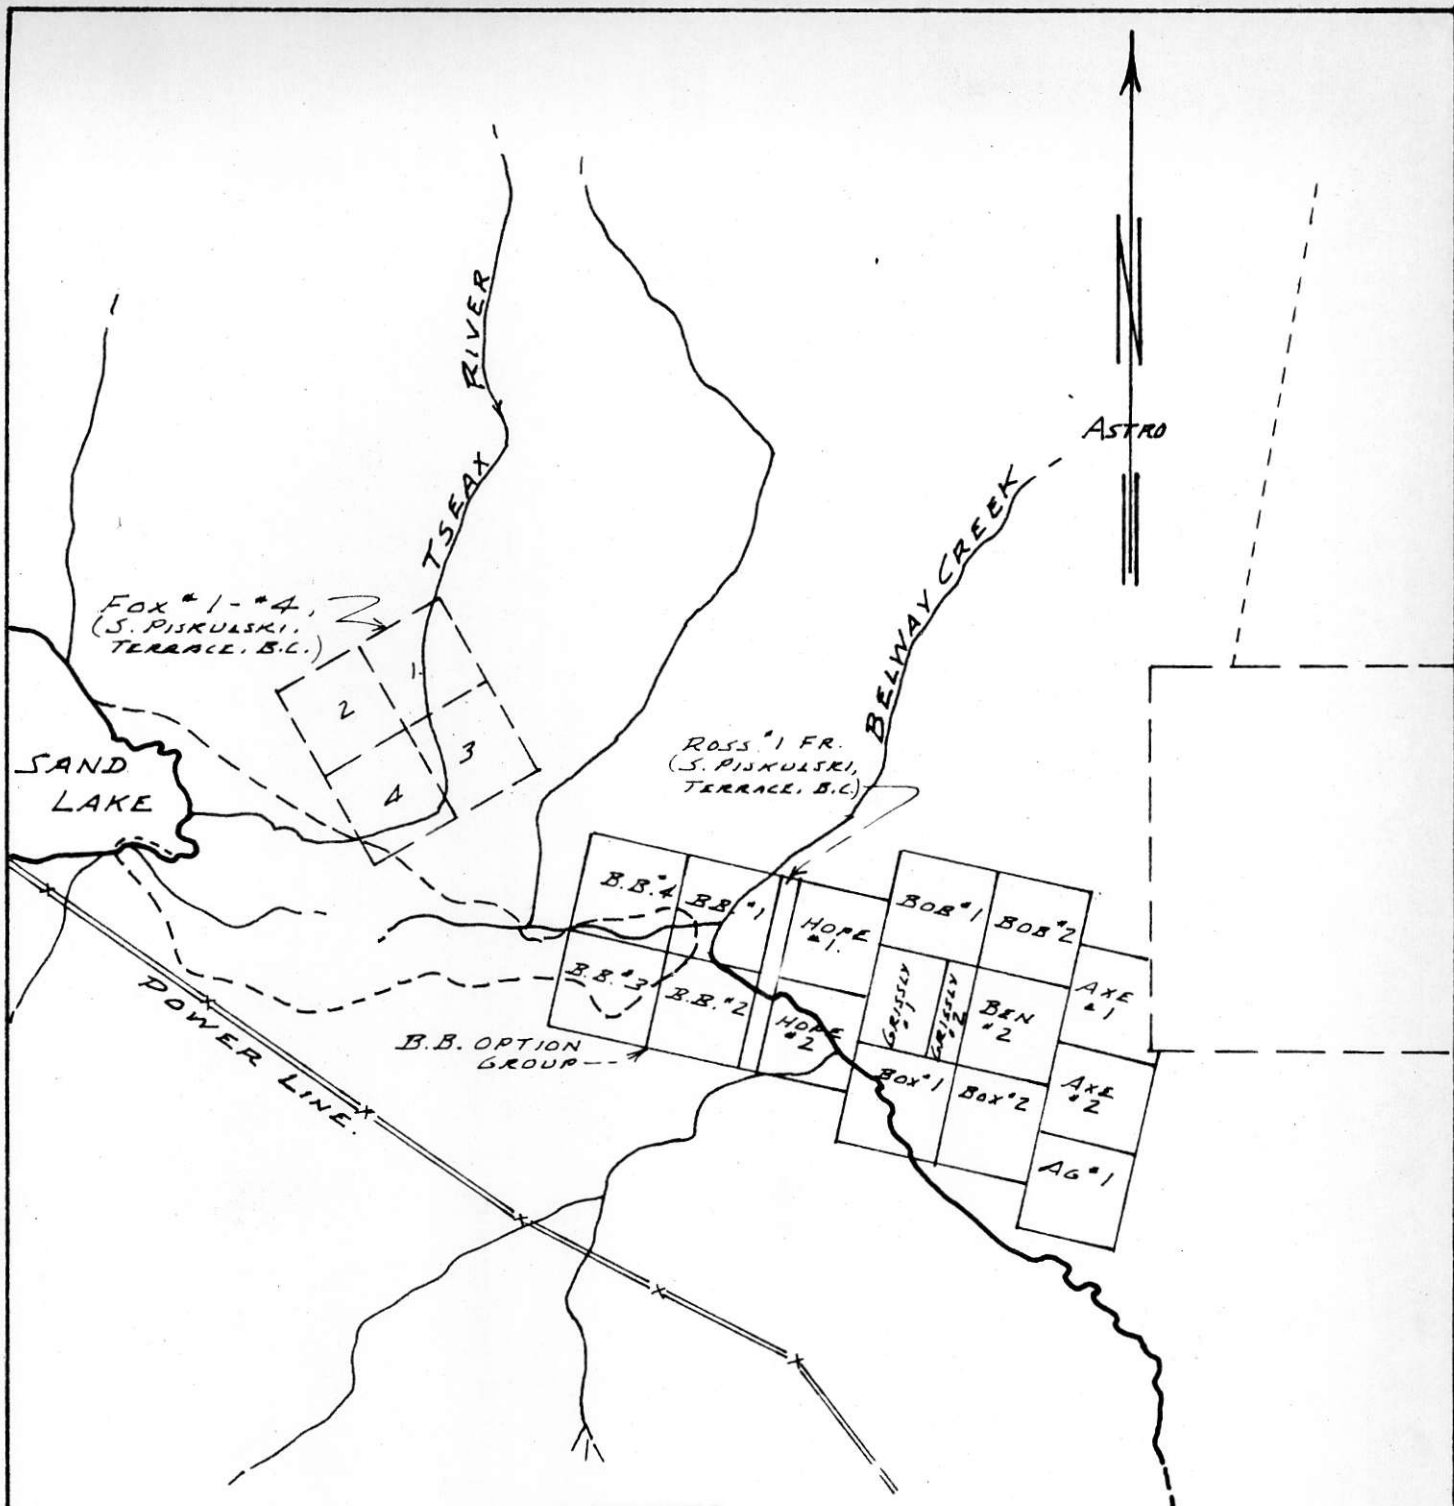 N
ASTRO
TSEAX RIVER
BELWAY CREEK
FOX #1-#4,
(S. PISKULSKI,
TERRACE, B.C.)
1.
2
3
4
SAND
LAKE
ROSS #1 FR.
(S. PISKULSKI,
TERRACE, B.C.)
B.B. #4
B.B. #1
HOPE
#1.
BOB #1
BOB #2
B.B. #3
B.B. #2
HOPE
#2
GRISSLY
#1
GRISSLY
#2
BEN
#2
AXE
#1
BOX #1
BOX #2
AXE
#2
AG #1
B.B. OPTION
GROUP
POWER LINE.